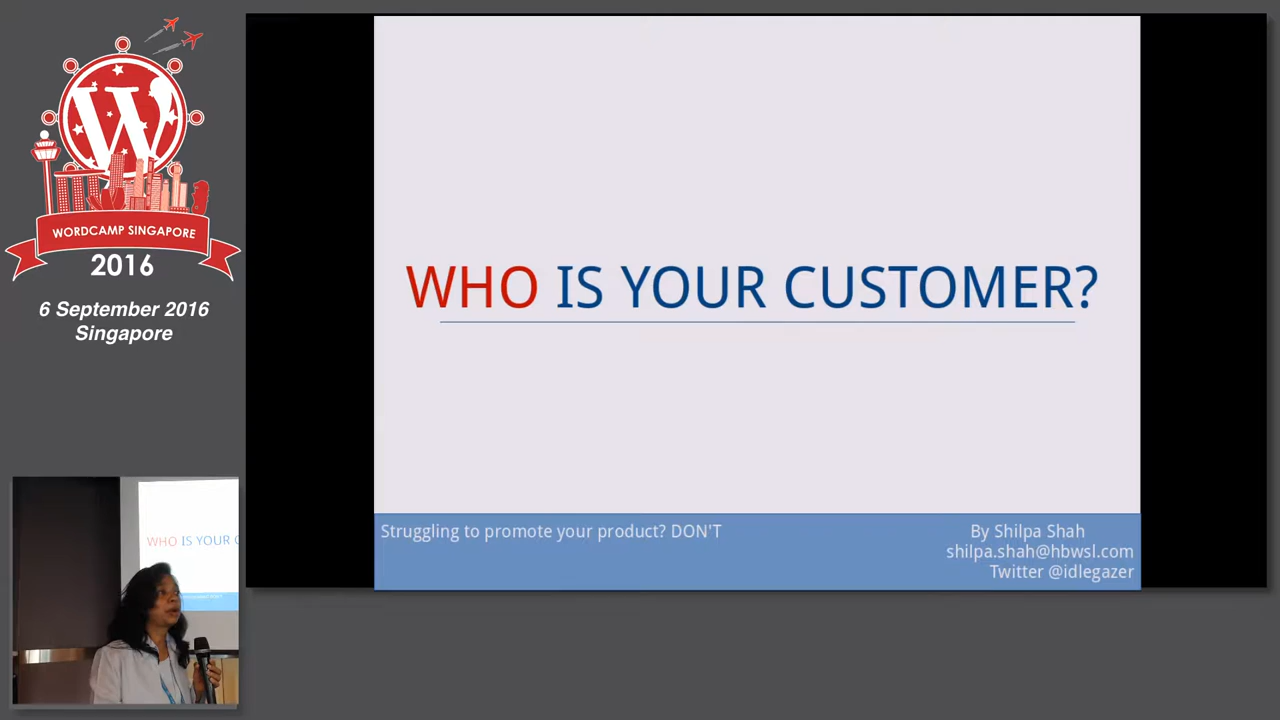 W
WORDCAMP SINGAPORE
2016
6 September 2016
Singapore
WHO IS YOUR CUSTOMER?
Struggling to promote your product? DON'T
By Shilpa Shah
shilpa.shah@hbwsl.com
Twitter @idlegazer
WHO IS YOUR C